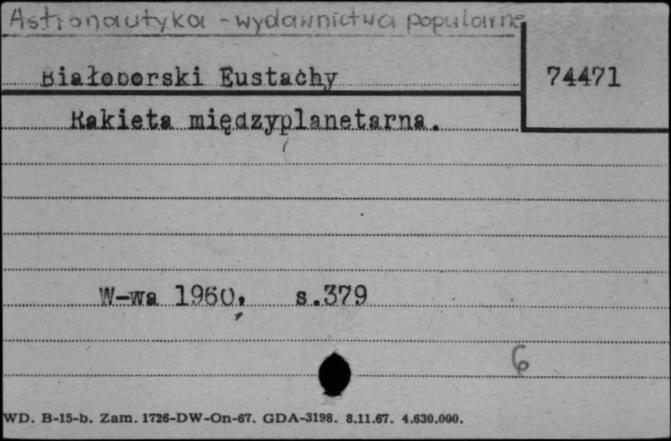 Astronautyka - wydawnictwa popularne
Białoborski Eustachy 74471
Rakieta międzyplanetarna.
W-wa 1960, s.379
6
WD. B-15-b. Zam. 1726-DW-On-67. GDA-3198. 8.11.67. 4.630.000.